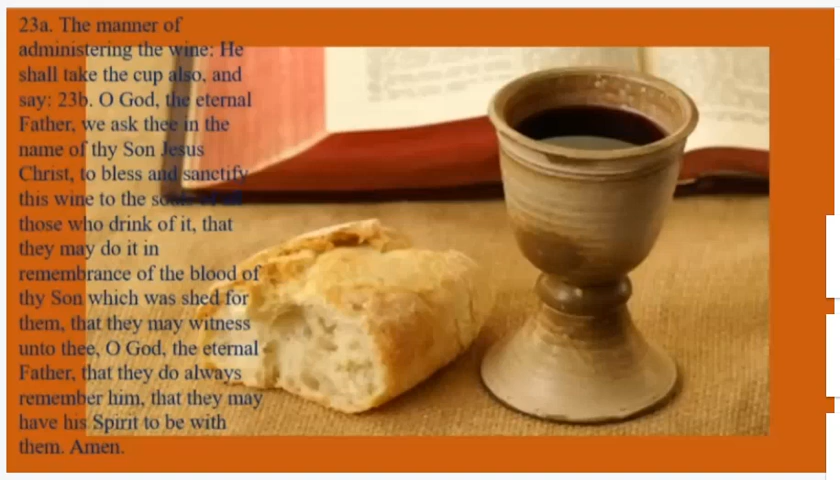 23a. The manner of
administering the wine: He
shall take the cup also, and
say: 23b. O God, the eternal
Father, we ask thee in the
name of thy Son Jesus
Christ, to bless and sanctify
this wine to the souls of all
those who drink of it, that
they may do it in
remembrance of the blood of
thy Son which was shed for
them, that they may witness
unto thee, O God, the eternal
Father, that they do always
remember him, that they may
have his Spirit to be with
them. Amen.